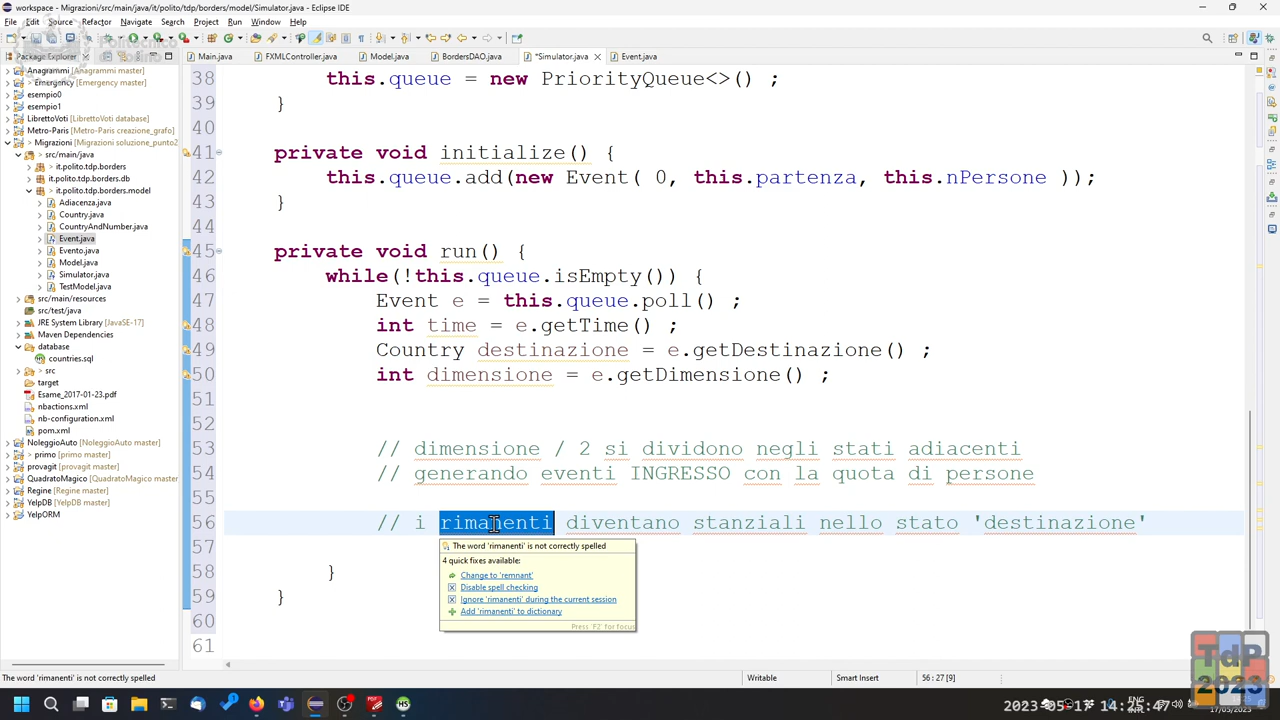 workspace - Migrazioni/src/main/java/it/polito/tdp/borders/model/Simulator.java - Eclipse IDE
File Edit Source Refactor Navigate Search Project Run Window Help
Politecnico
Package Explorer
Main.java FXMLController.java Model.java BordersDAO.java *Simulator.java Event.java
Anagrammi [Anagrammi master]
> Emergency [Emergency master]
esempio0
esempio1
LibrettoVoti [LibrettoVoti database]
Metro-Paris [Metro-Paris creazione_grafo]
> Migrazioni [Migrazioni soluzione_punto2
> src/main/java
> it.polito.tdp.borders
> it.polito.tdp.borders.db
> it.polito.tdp.borders.model
Adiacenza.java
Country.java
CountryAndNumber.java
Event.java
Evento.java
Model.java
Simulator.java
TestModel.java
src/main/resources
src/test/java
JRE System Library [JavaSE-17]
Maven Dependencies
database
countries.sql
> src
target
Esame_2017-01-23.pdf
nbactions.xml
nb-configuration.xml
pom.xml
NoleggioAuto [NoleggioAuto master]
> primo [primo master]
provagit [provagit master]
QuadratoMagico [QuadratoMagico master]
Regine [Regine master]
YelpDB [YelpDB master]
YelpORM
38 this.queue = new PriorityQueue<>() ;
39 }
40
41 private void initialize() {
42 this.queue.add(new Event( 0, this.partenza, this.nPersone ));
43 }
44
45 private void run() {
46 while(!this.queue.isEmpty()) {
47 Event e = this.queue.poll() ;
48 int time = e.getTime() ;
49 Country destinazione = e.getDestinazione() ;
50 int dimensione = e.getDimensione() ;
51
52
53 // dimensione / 2 si dividono negli stati adiacenti
54 // generando eventi INGRESSO con la quota di persone
55
56 // i rimanenti diventano stanziali nello stato 'destinazione'
57
58 }
59 }
60
61
The word 'rimanenti' is not correctly spelled
4 quick fixes available:
Change to 'remnant'
Disable spell checking
Ignore 'rimanenti' during the current session
Add 'rimanenti' to dictionary
Press 'F2' for focus
The word 'rimanenti' is not correctly spelled
Writable
Smart Insert
56 : 27 [9]
TdP
2023
ENG